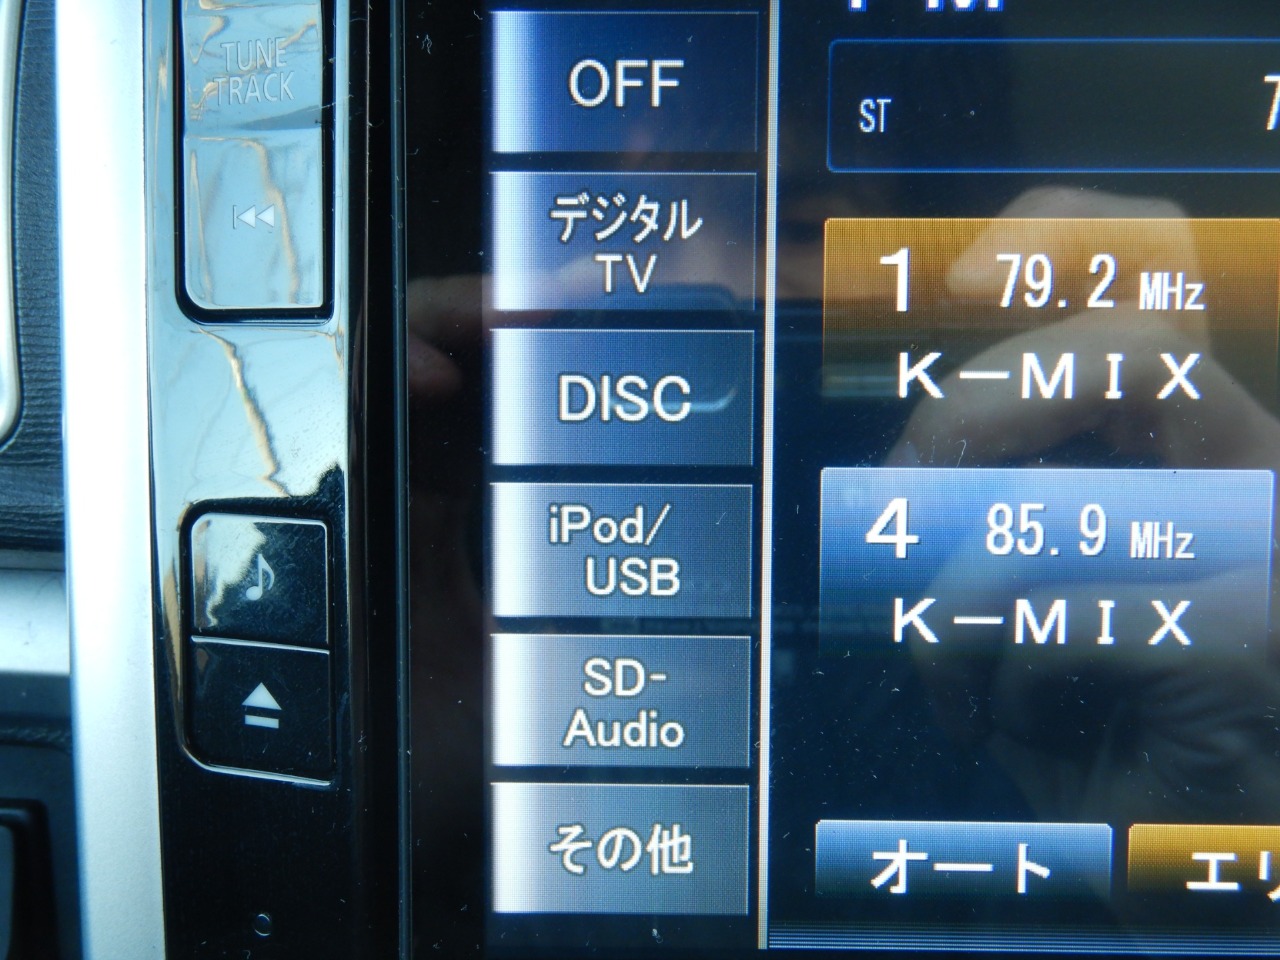 TUNE
TRACK
OFF
デジタル
TV
DISC
iPod/
USB
SD-
Audio
その他
ST
1 79.2 MHz
K－MIX
4 85.9 MHz
K－MIX
オート